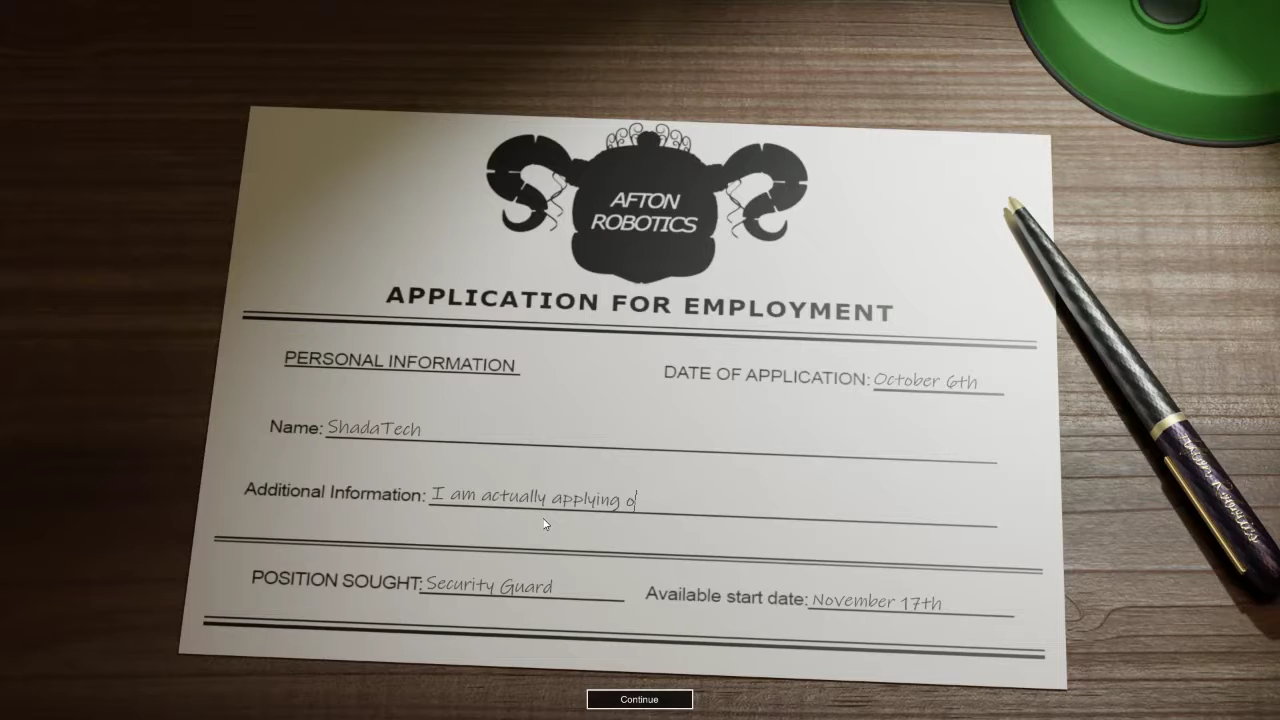 AFTON
ROBOTICS
APPLICATION FOR EMPLOYMENT
PERSONAL INFORMATION
DATE OF APPLICATION: October 6th
Name: ShadaTech
Additional Information: I am actually applying o
POSITION SOUGHT: Security Guard
Available start date: November 17th
Continue